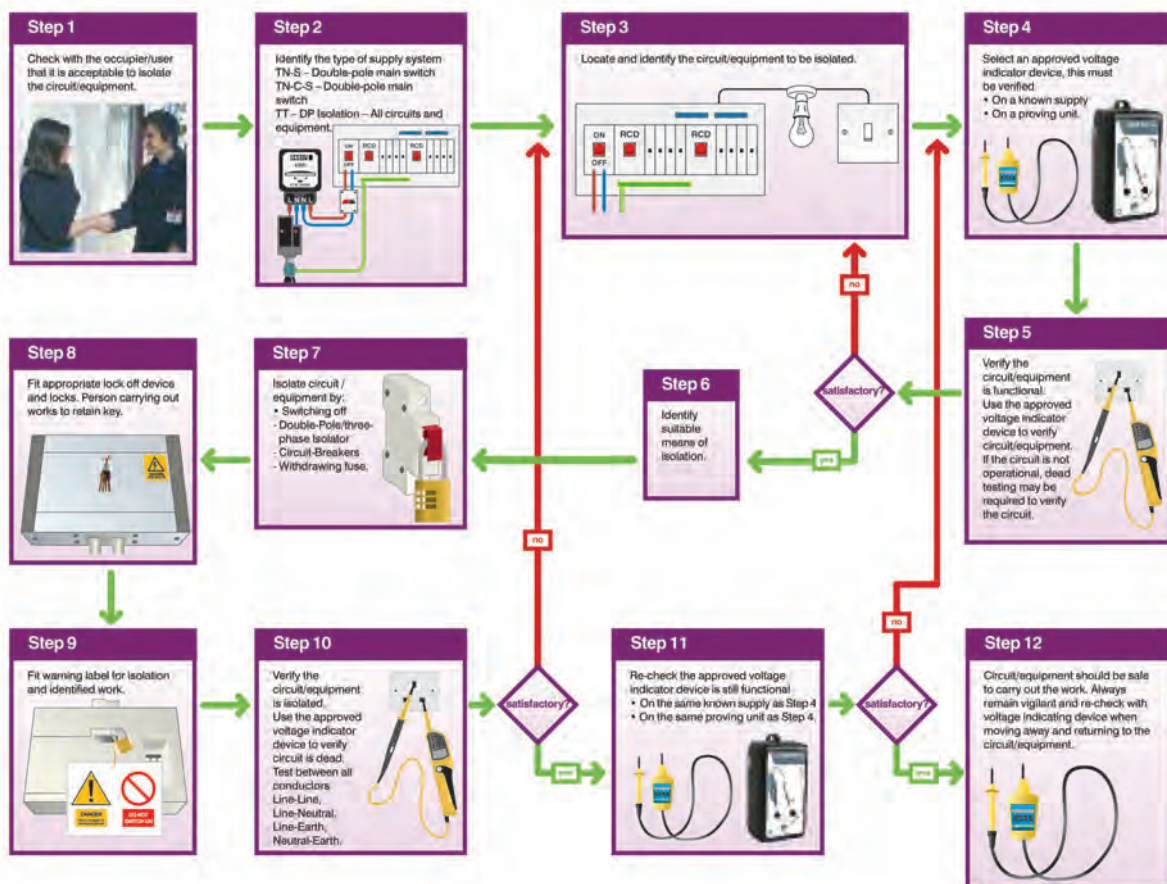 Step 1
Check with the occupier/user
that it is acceptable to isolate
the circuit/equipment.
Step 2
Identify the type of supply system
TN-S – Double-pole main switch
TN-C-S – Double-pole main
switch
TT – DP Isolation – All circuits and
equipment.
ON
RCD
RCD
OFF
L N N L
Step 3
Locate and identify the circuit/equipment to be isolated.
ON
RCD
RCD
OFF
Step 4
Select an approved voltage
indicator device, this must
be verified
• On a known supply
• On a proving unit.
Step 5
Verify the
circuit/equipment
is functional.
Use the approved
voltage indicator
device to verify
circuit/equipment.
If the circuit is not
operational, dead
testing may be
required to verify
the circuit.
satisfactory?
no
yes
Step 6
Identify
suitable
means of
isolation.
Step 7
Isolate circuit /
equipment by:
• Switching off
- Double-Pole/three-
phase Isolator
- Circuit-Breakers
- Withdrawing fuse.
Step 8
Fit appropriate lock off device
and locks. Person carrying out
works to retain key.
Step 9
Fit warning label for isolation
and identified work.
DANGER
DO NOT
SWITCH ON
Step 10
Verify the
circuit/equipment
is isolated.
Use the approved
voltage indicator
device to verify
circuit is dead.
Test between all
conductors
Line-Line,
Line-Neutral,
Line-Earth,
Neutral-Earth.
satisfactory?
no
yes
Step 11
Re-check the approved voltage
indicator device is still functional
• On the same known supply as Step 4
• On the same proving unit as Step 4.
satisfactory?
no
yes
Step 12
Circuit/equipment should be safe
to carry out the work. Always
remain vigilant and re-check with
voltage indicating device when
moving away and returning to the
circuit/equipment.